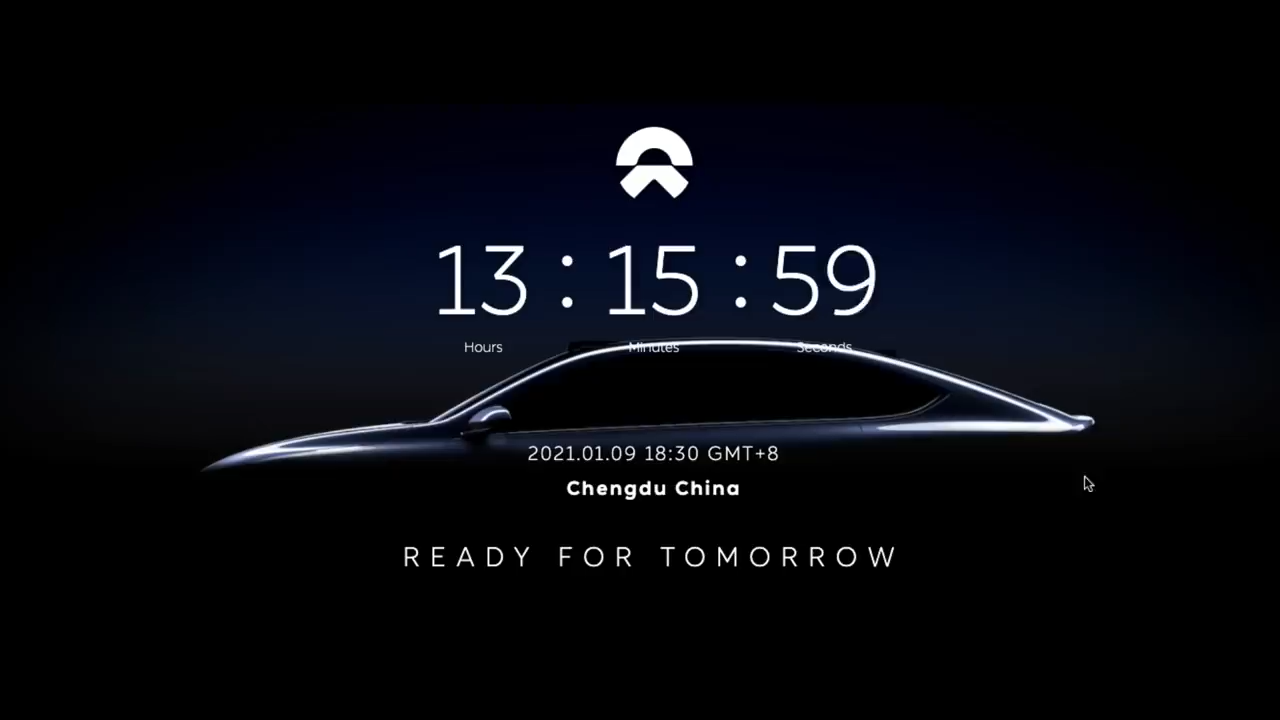 13 : 15 : 59
Hours Minutes Seconds
2021.01.09 18:30 GMT+8
Chengdu China
READY FOR TOMORROW